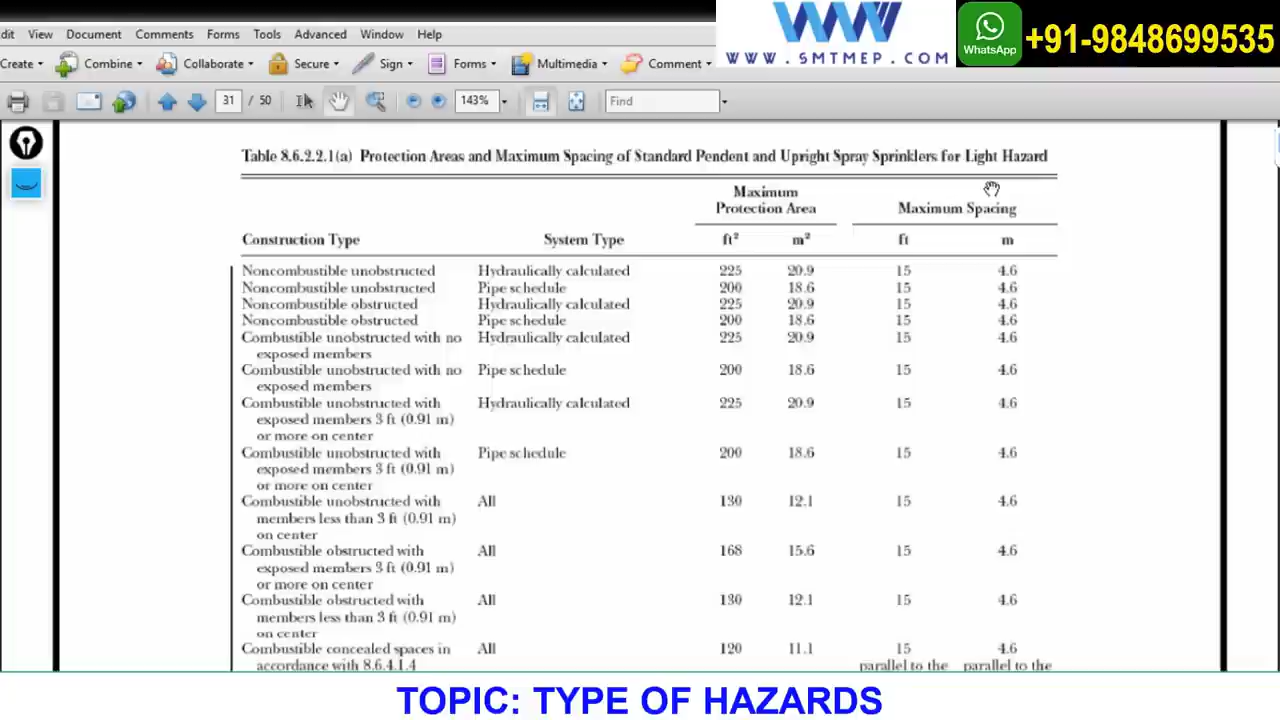 dit View Document Comments Forms Tools Advanced Window Help
WWW.SMTMEP.COM
WhatsApp
+91-9848699535
Create Combine Collaborate Secure Sign Forms Multimedia Comment
31 / 50 143% Find
Table 8.6.2.2.1(a) Protection Areas and Maximum Spacing of Standard Pendent and Upright Spray Sprinklers for Light Hazard
Maximum
Protection Area Maximum Spacing
Construction Type System Type ft² m² ft m
Noncombustible unobstructed Hydraulically calculated 225 20.9 15 4.6
Noncombustible unobstructed Pipe schedule 200 18.6 15 4.6
Noncombustible obstructed Hydraulically calculated 225 20.9 15 4.6
Noncombustible obstructed Pipe schedule 200 18.6 15 4.6
Combustible unobstructed with no Hydraulically calculated 225 20.9 15 4.6
exposed members
Combustible unobstructed with no Pipe schedule 200 18.6 15 4.6
exposed members
Combustible unobstructed with Hydraulically calculated 225 20.9 15 4.6
exposed members 3 ft (0.91 m)
or more on center
Combustible unobstructed with Pipe schedule 200 18.6 15 4.6
exposed members 3 ft (0.91 m)
or more on center
Combustible unobstructed with All 130 12.1 15 4.6
members less than 3 ft (0.91 m)
on center
Combustible obstructed with All 168 15.6 15 4.6
exposed members 3 ft (0.91 m)
or more on center
Combustible obstructed with All 130 12.1 15 4.6
members less than 3 ft (0.91 m)
on center
Combustible concealed spaces in All 120 11.1 15 4.6
accordance with 8.6.4.1.4 parallel to the parallel to the
TOPIC: TYPE OF HAZARDS